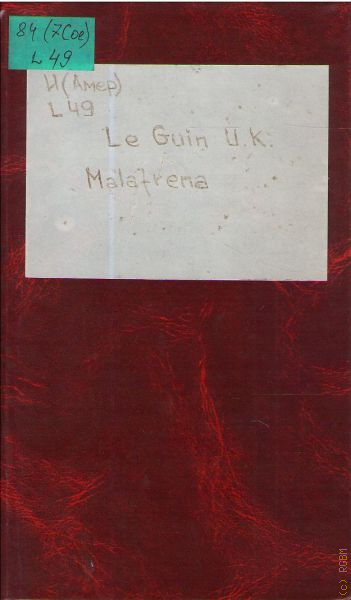 84.(7Сое)
L 49
И(Амер)
L 49
Le Guin U.K.
Malafrena
(c) RGBM